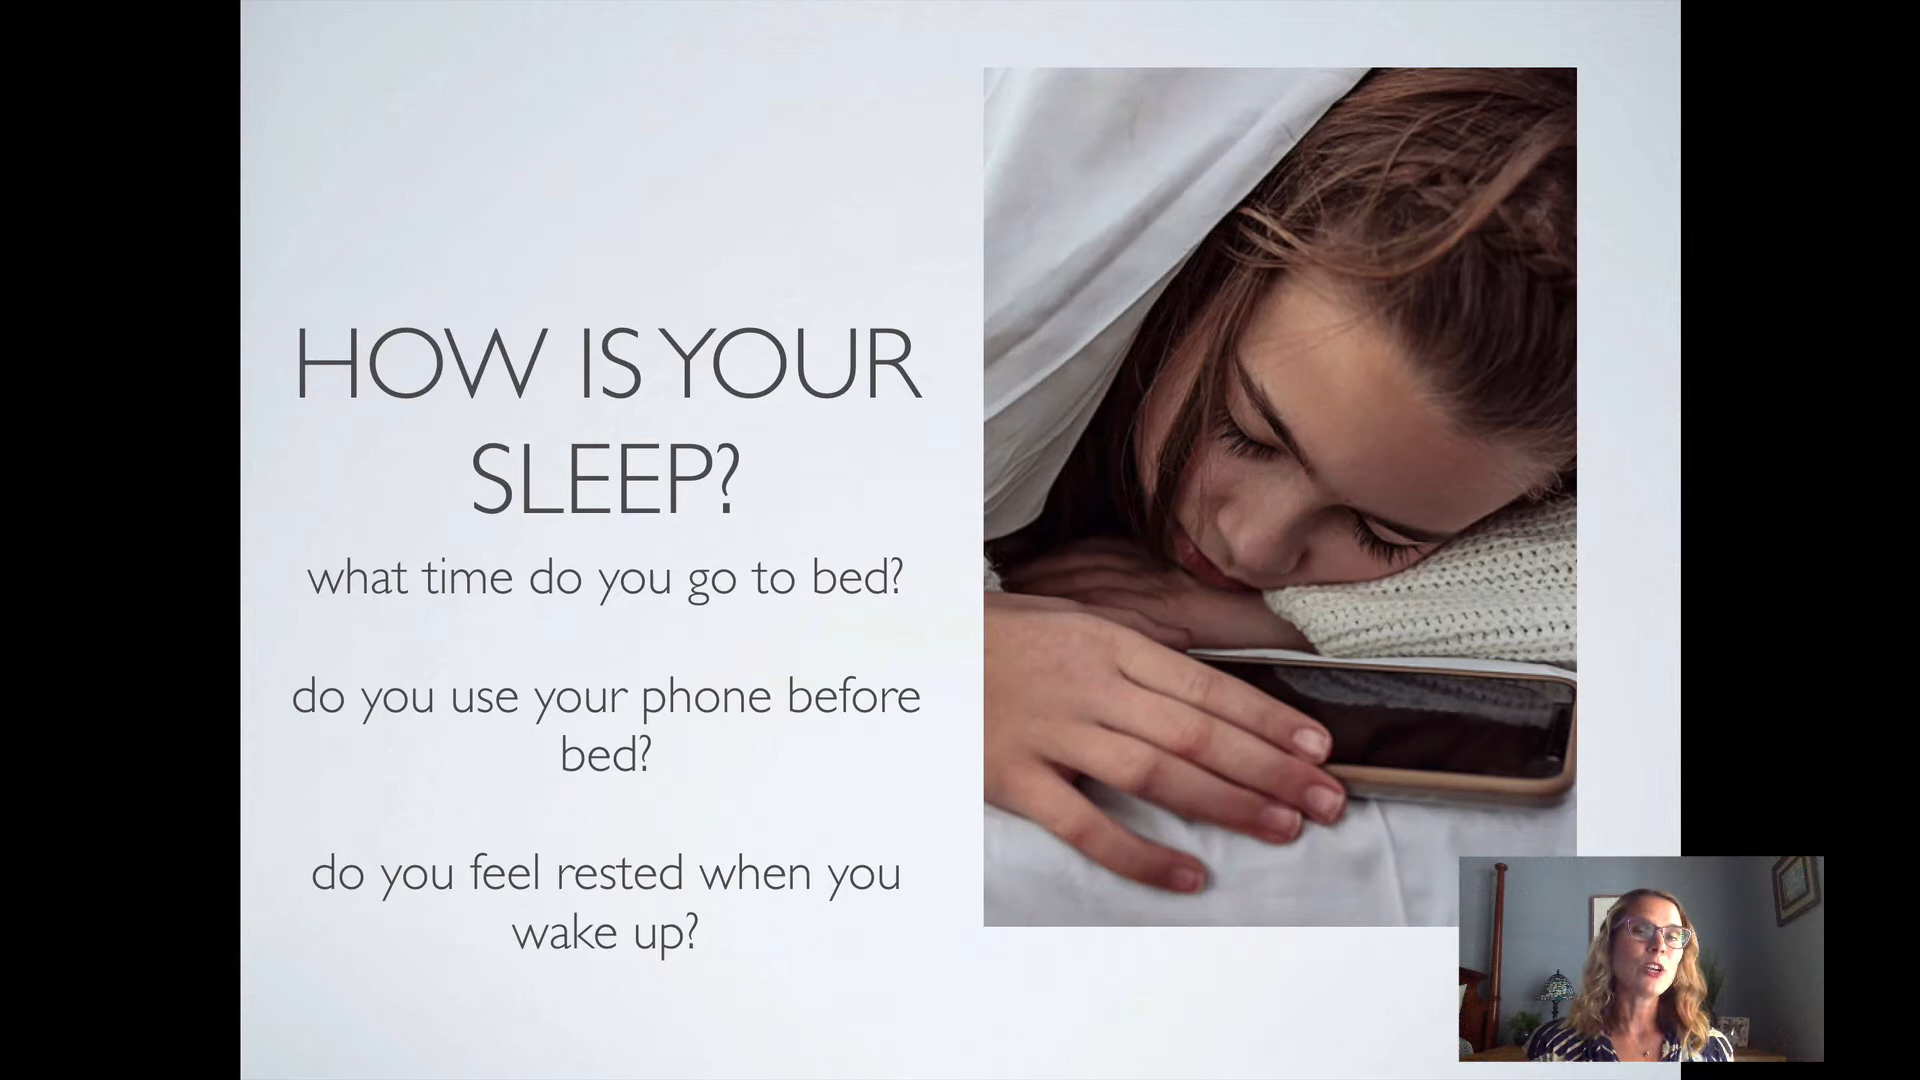 HOW IS YOUR
SLEEP?
what time do you go to bed?
do you use your phone before
bed?
do you feel rested when you
wake up?